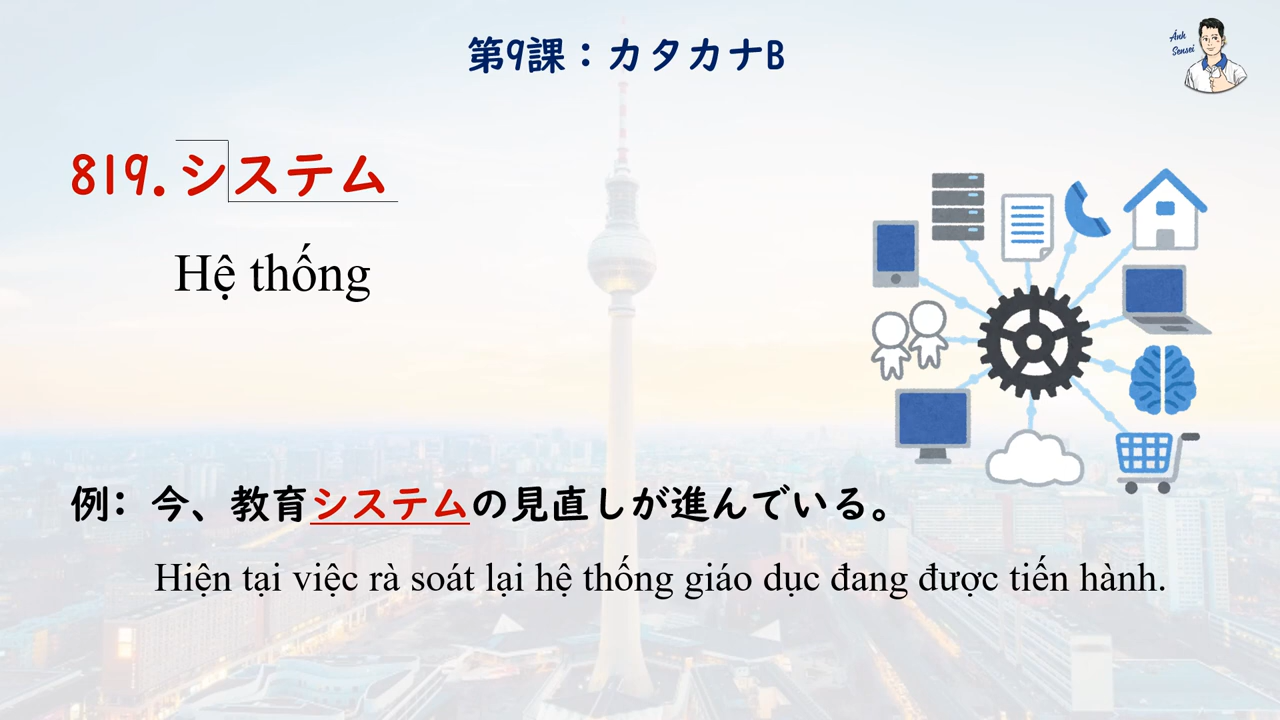 第9課：カタカナB
Ánh
Sensei
819. システム
Hệ thống
例：今、教育システムの見直しが進んでいる。
Hiện tại việc rà soát lại hệ thống giáo dục đang được tiến hành.